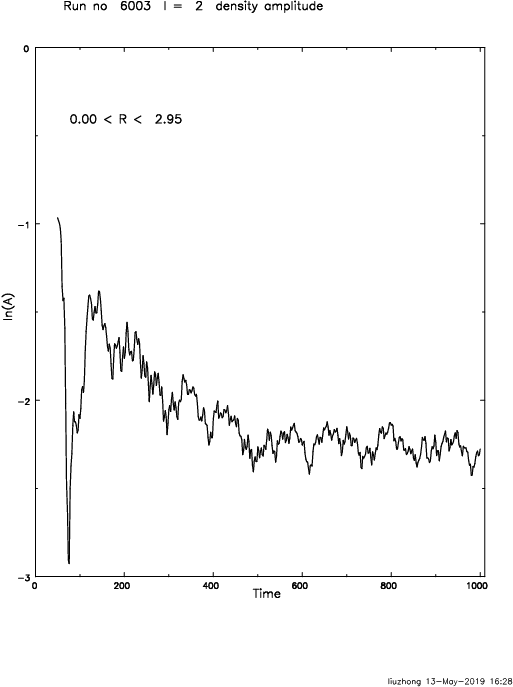 Run no 6003 l = 2 density amplitude
0
0.00 < R < 2.95
-1
ln(A)
-2
-3
0 200 400 600 800 1000
Time
liuzhong 13-May-2019 16:28